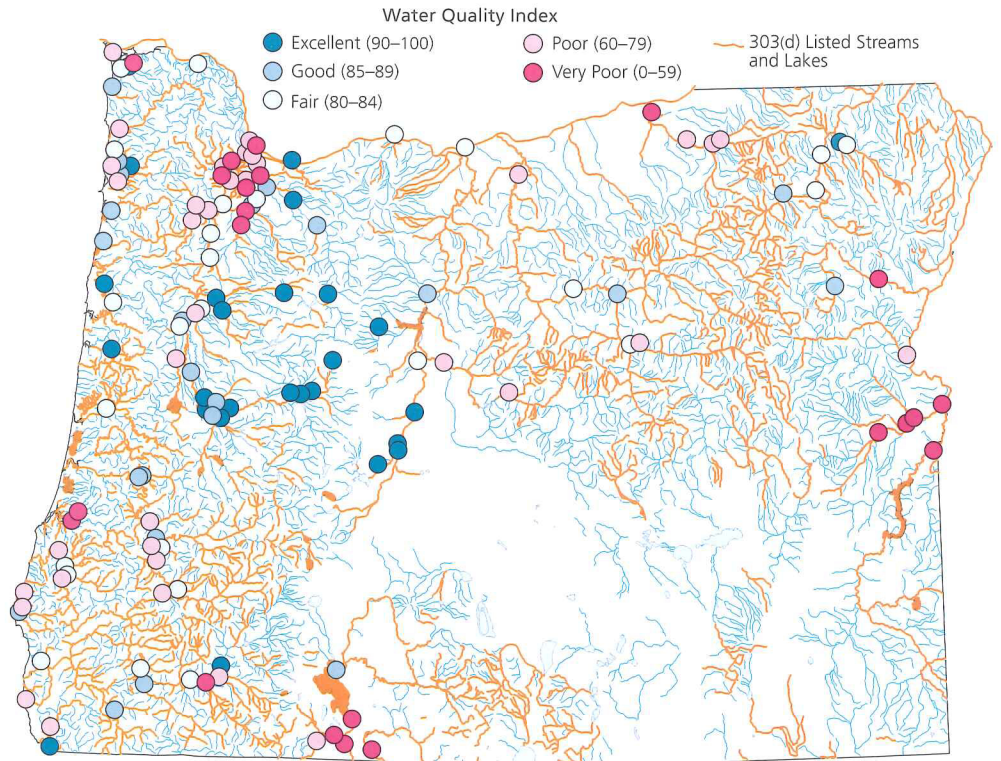 Water Quality Index
Excellent (90–100)
Good (85–89)
Fair (80–84)
Poor (60–79)
Very Poor (0–59)
303(d) Listed Streams
and Lakes